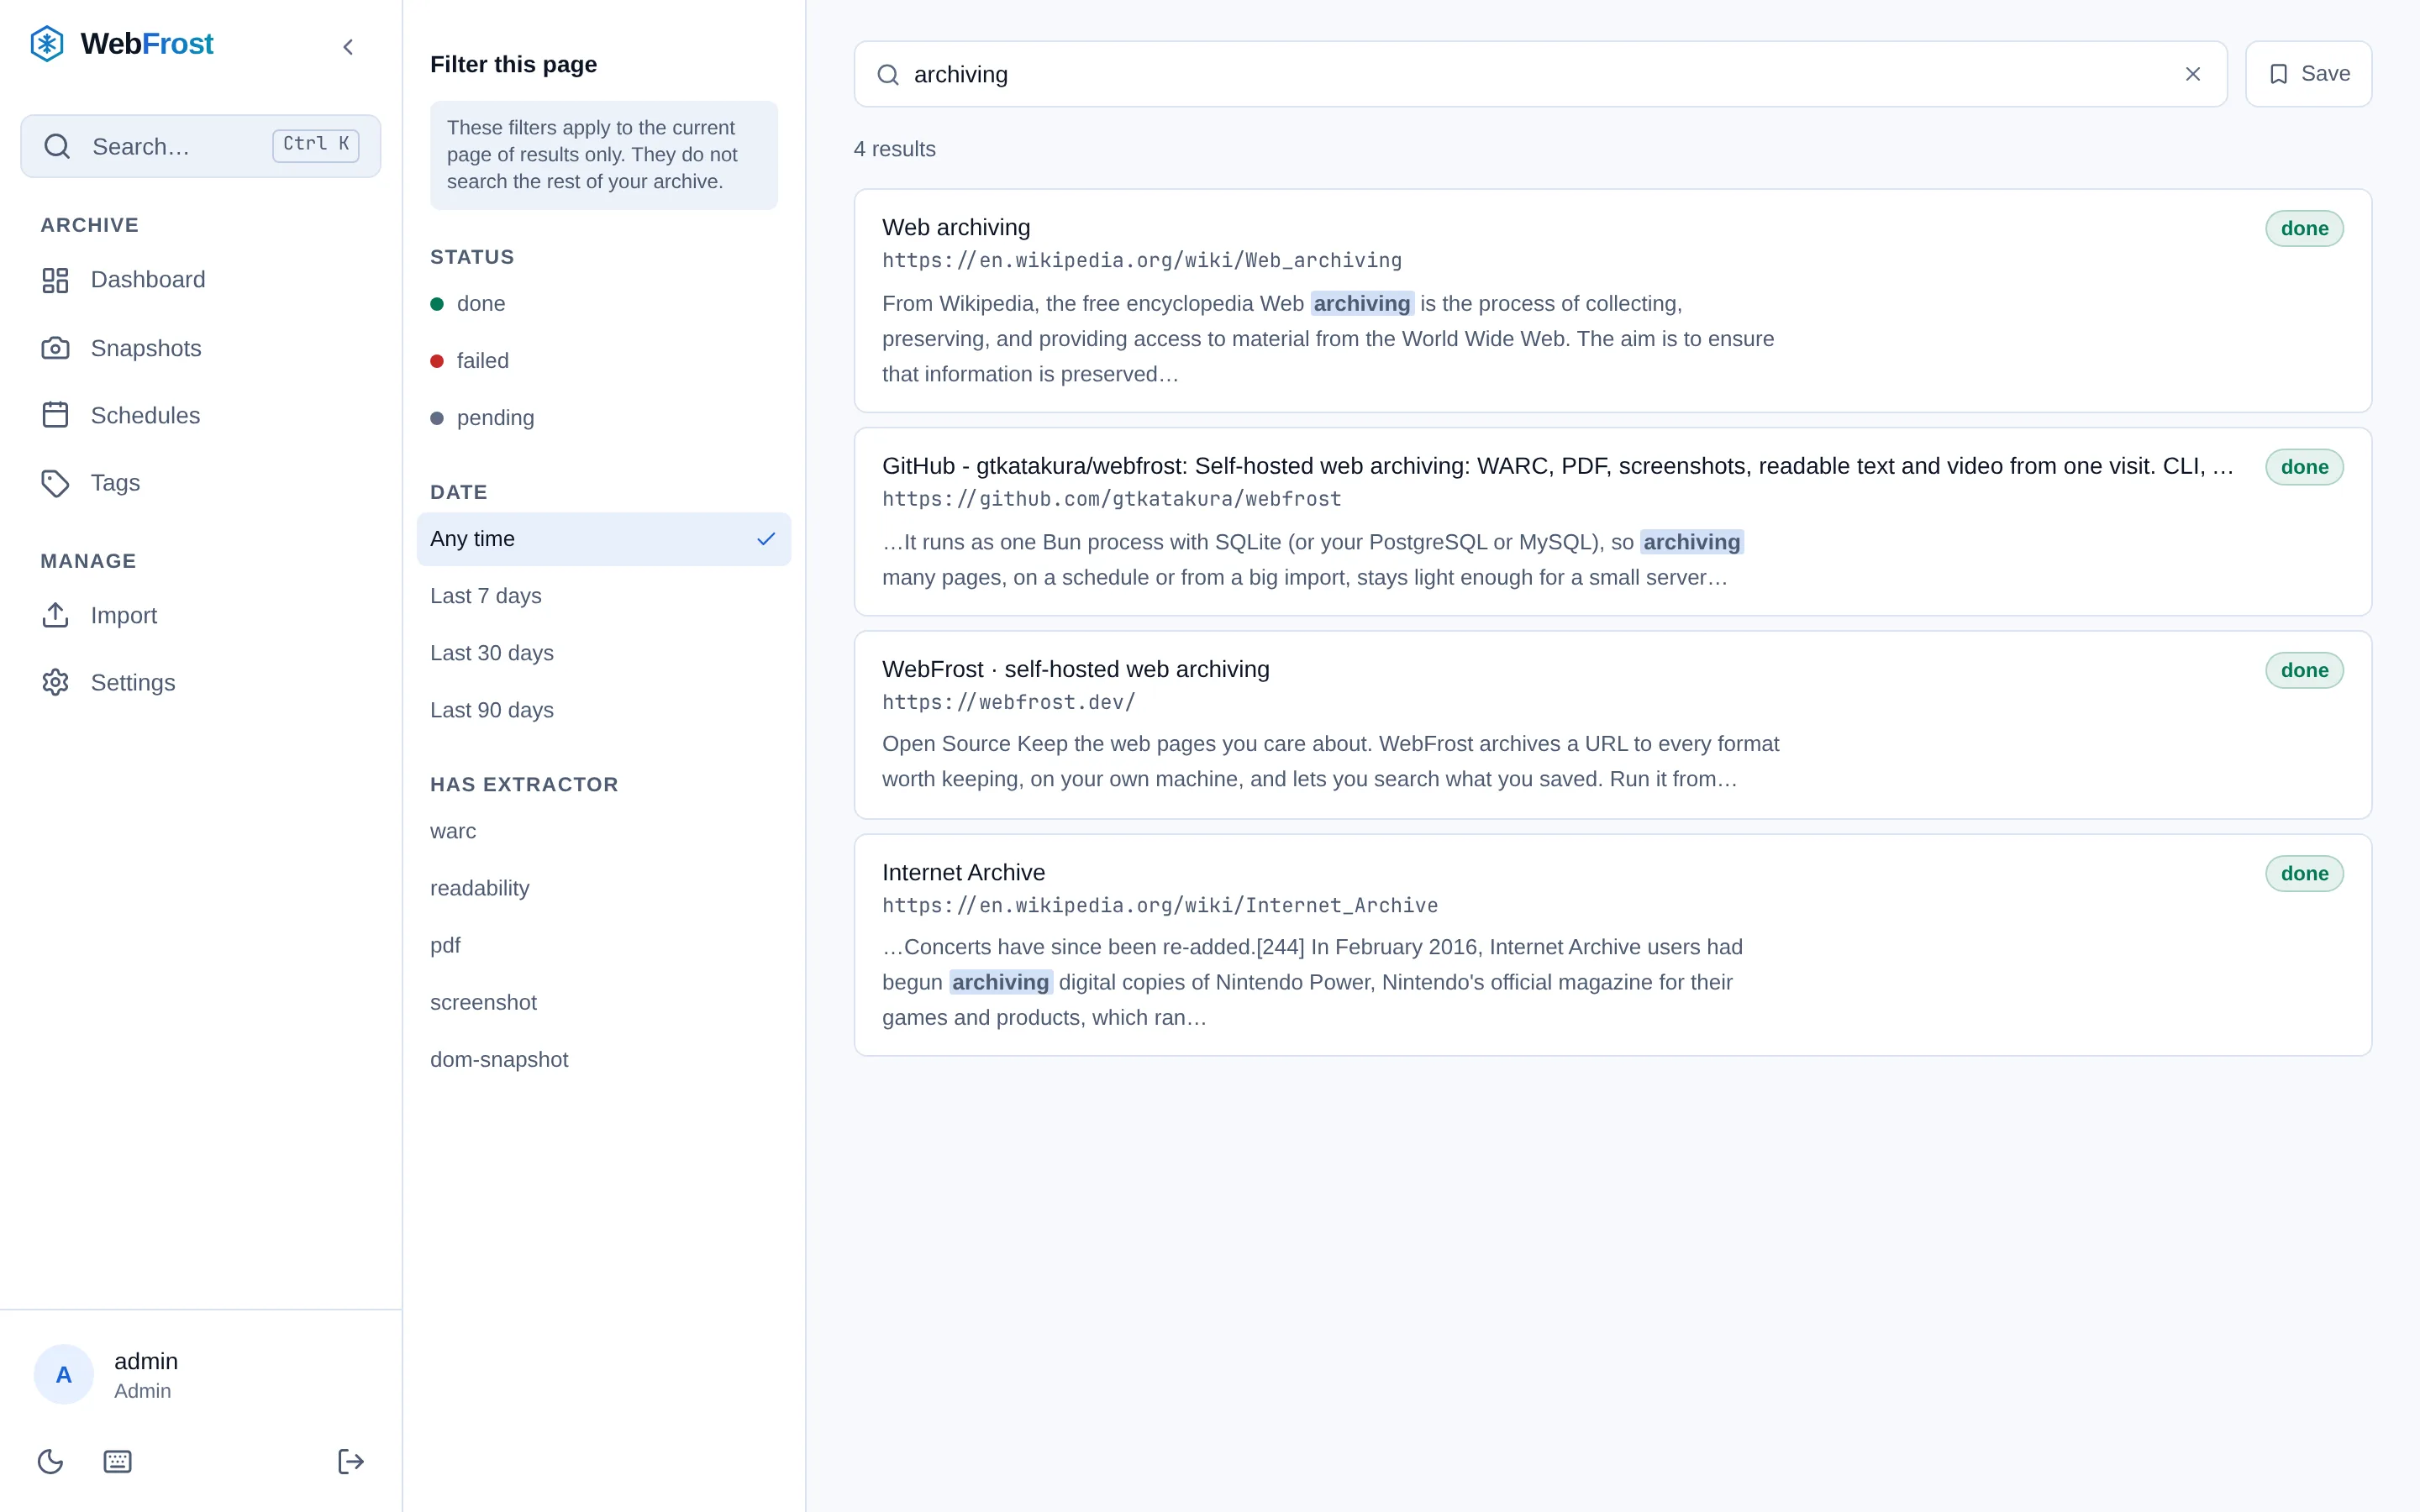 WebFrost
Search…
Ctrl K
ARCHIVE
Dashboard
Snapshots
Schedules
Tags
MANAGE
Import
Settings
A
admin
Admin
Filter this page
These filters apply to the current
page of results only. They do not
search the rest of your archive.
STATUS
done
failed
pending
DATE
Any time
Last 7 days
Last 30 days
Last 90 days
HAS EXTRACTOR
warc
readability
pdf
screenshot
dom-snapshot
archiving
Save
4 results
Web archiving
done
https://en.wikipedia.org/wiki/Web_archiving
From Wikipedia, the free encyclopedia Web archiving is the process of collecting,
preserving, and providing access to material from the World Wide Web. The aim is to ensure
that information is preserved…
GitHub - gtkatakura/webfrost: Self-hosted web archiving: WARC, PDF, screenshots, readable text and video from one visit. CLI, …
done
https://github.com/gtkatakura/webfrost
…It runs as one Bun process with SQLite (or your PostgreSQL or MySQL), so archiving
many pages, on a schedule or from a big import, stays light enough for a small server…
WebFrost · self-hosted web archiving
done
https://webfrost.dev/
Open Source Keep the web pages you care about. WebFrost archives a URL to every format
worth keeping, on your own machine, and lets you search what you saved. Run it from…
Internet Archive
done
https://en.wikipedia.org/wiki/Internet_Archive
…Concerts have since been re-added.[244] In February 2016, Internet Archive users had
begun archiving digital copies of Nintendo Power, Nintendo's official magazine for their
games and products, which ran…